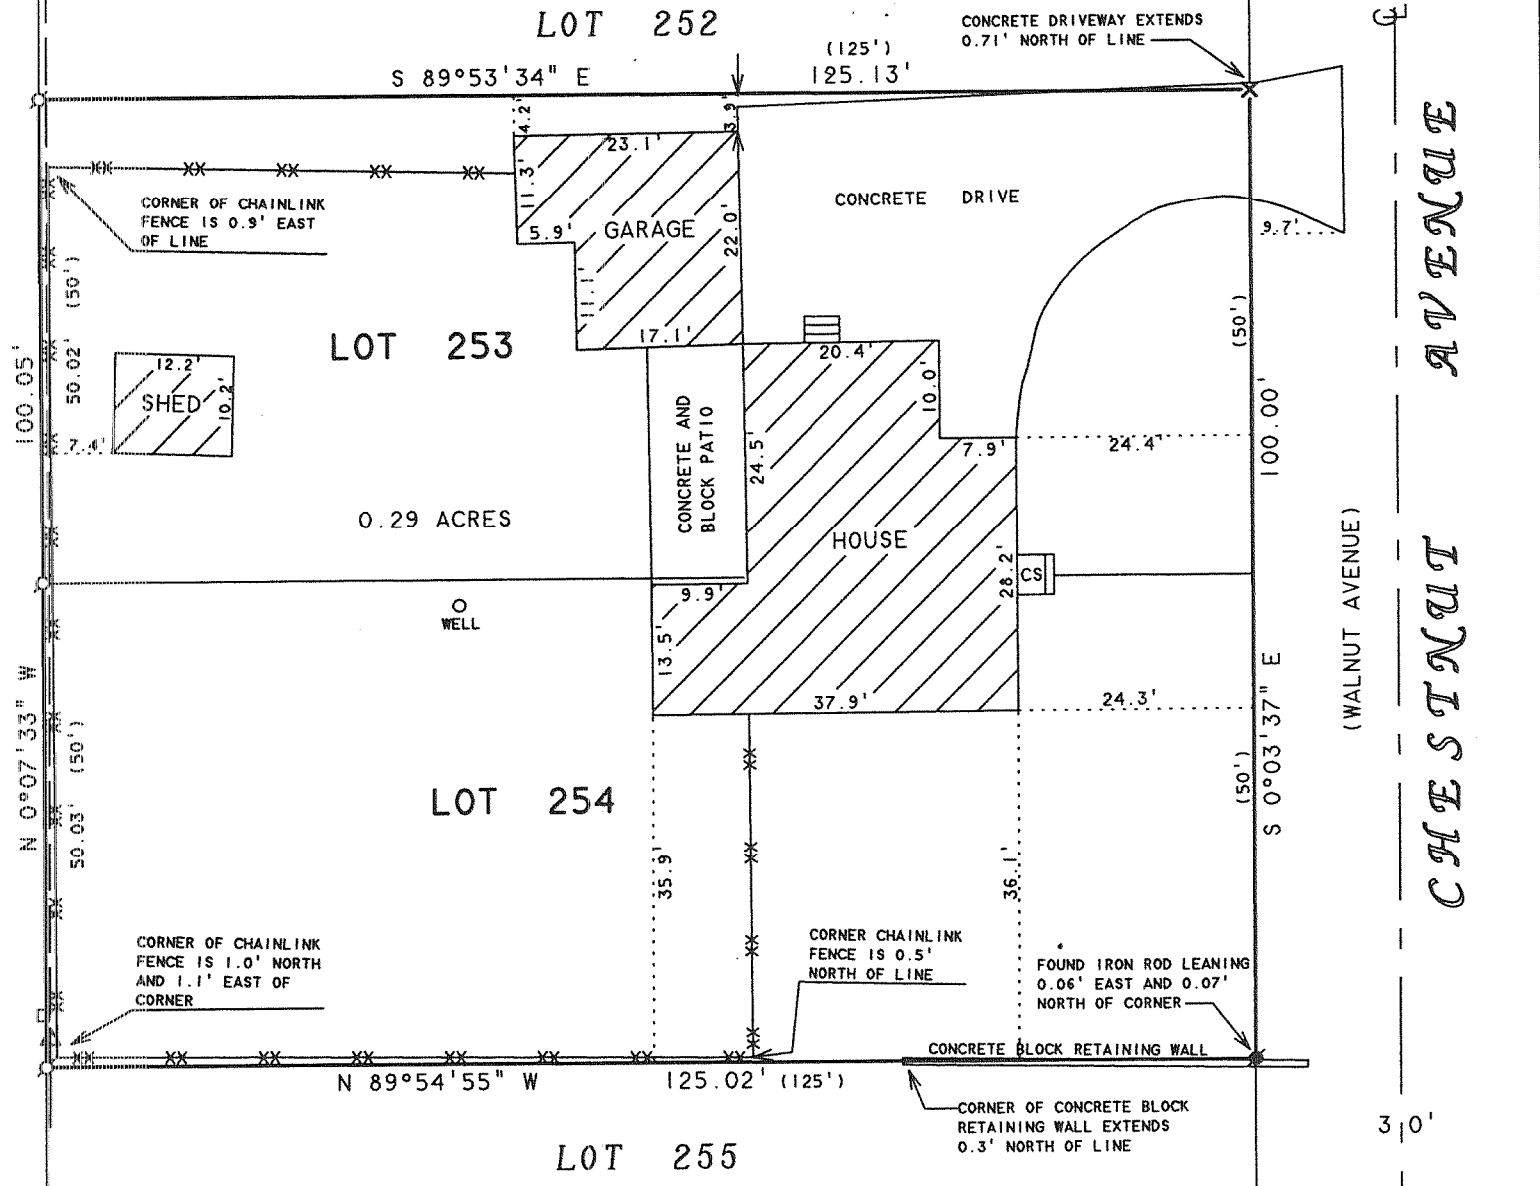 LOT 252
CONCRETE DRIVEWAY EXTENDS
0.71' NORTH OF LINE
(125')
S 89°53'34" E
125.13'
4.2'
3.9'
23.1'
11.3'
CORNER OF CHAINLINK
FENCE IS 0.9' EAST
OF LINE
5.9'
GARAGE
22.0'
CONCRETE DRIVE
9.7'
11.1'
17.1'
(50')
50.02'
100.05'
LOT 253
12.2'
SHED
10.2'
7.4'
20.4'
10.0'
7.9'
24.4'
(50')
100.00'
CONCRETE AND
BLOCK PATIO
24.5'
0.29 ACRES
HOUSE
28.2'
CS
9.9'
WELL
13.5'
37.9'
24.3'
N 0°07'33" W
(50')
50.03'
S 0°03'37" E
(50')
(WALNUT AVENUE)
CHESTNUT AVENUE
CL
LOT 254
35.9'
36.1'
CORNER OF CHAINLINK
FENCE IS 1.0' NORTH
AND 1.1' EAST OF
CORNER
CORNER CHAINLINK
FENCE IS 0.5'
NORTH OF LINE
FOUND IRON ROD LEANING
0.06' EAST AND 0.07'
NORTH OF CORNER
CONCRETE BLOCK RETAINING WALL
N 89°54'55" W
125.02' (125')
CORNER OF CONCRETE BLOCK
RETAINING WALL EXTENDS
0.3' NORTH OF LINE
30'
LOT 255